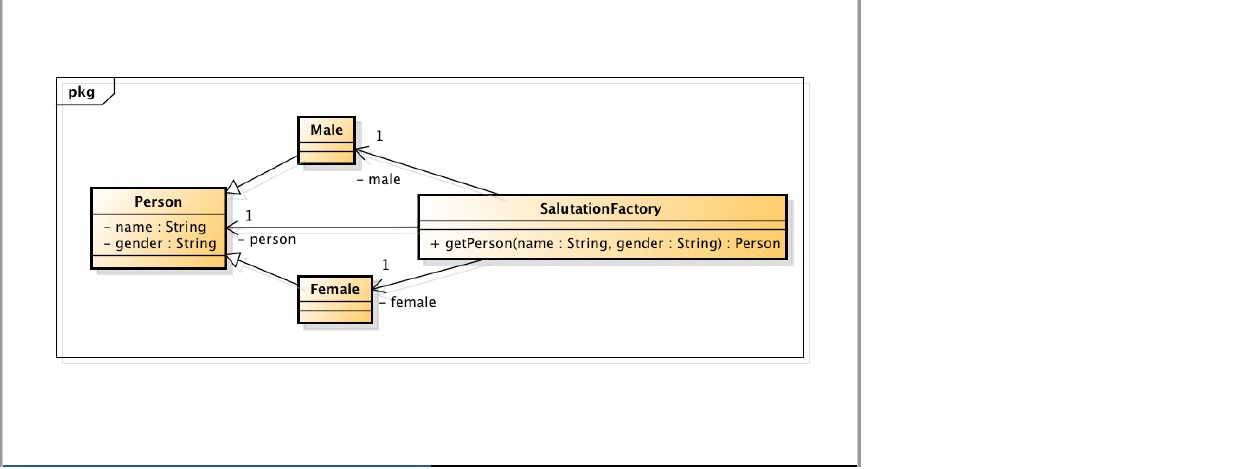 pkg
Male
1
- male
Person
- name : String
- gender : String
1
- person
SalutationFactory
+ getPerson(name : String, gender : String) : Person
Female
1
- female